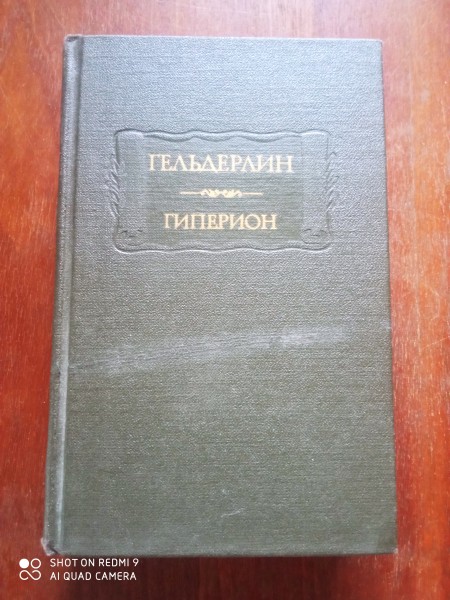 ГЕЛЬДЕРЛИН
ГИПЕРИОН
SHOT ON REDMI 9
AI QUAD CAMERA